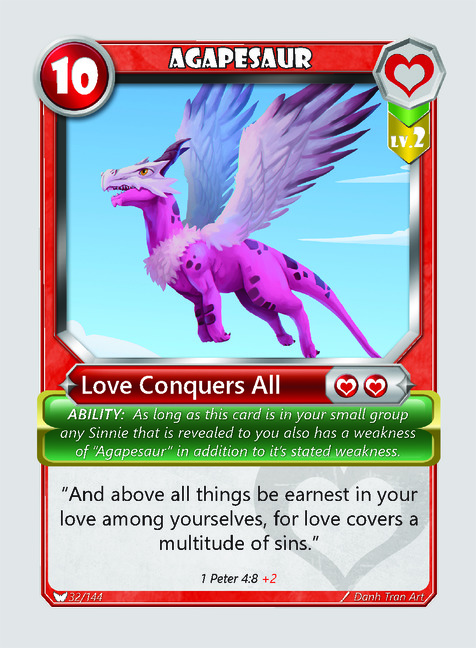 AGAPESAUR
10
LV.2
Love Conquers All
ABILITY: As long as this card is in your small group
any Sinnie that is revealed to you also has a weakness
of "Agapesaur" in addition to it's stated weakness.
"And above all things be earnest in your
love among yourselves, for love covers a
multitude of sins."
1 Peter 4:8 +2
32/144
Danh Tran Art